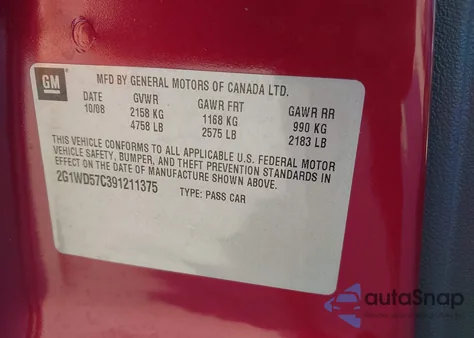 GM
MFD BY GENERAL MOTORS OF CANADA LTD.
DATE GVWR GAWR FRT GAWR RR
10/08 2158 KG 1168 KG 990 KG
4758 LB 2575 LB 2183 LB
THIS VEHICLE CONFORMS TO ALL APPLICABLE U.S. FEDERAL MOTOR
VEHICLE SAFETY, BUMPER, AND THEFT PREVENTION STANDARDS IN
EFFECT ON THE DATE OF MANUFACTURE SHOWN ABOVE.
2G1WD57C391211375 TYPE: PASS CAR
autaSnap